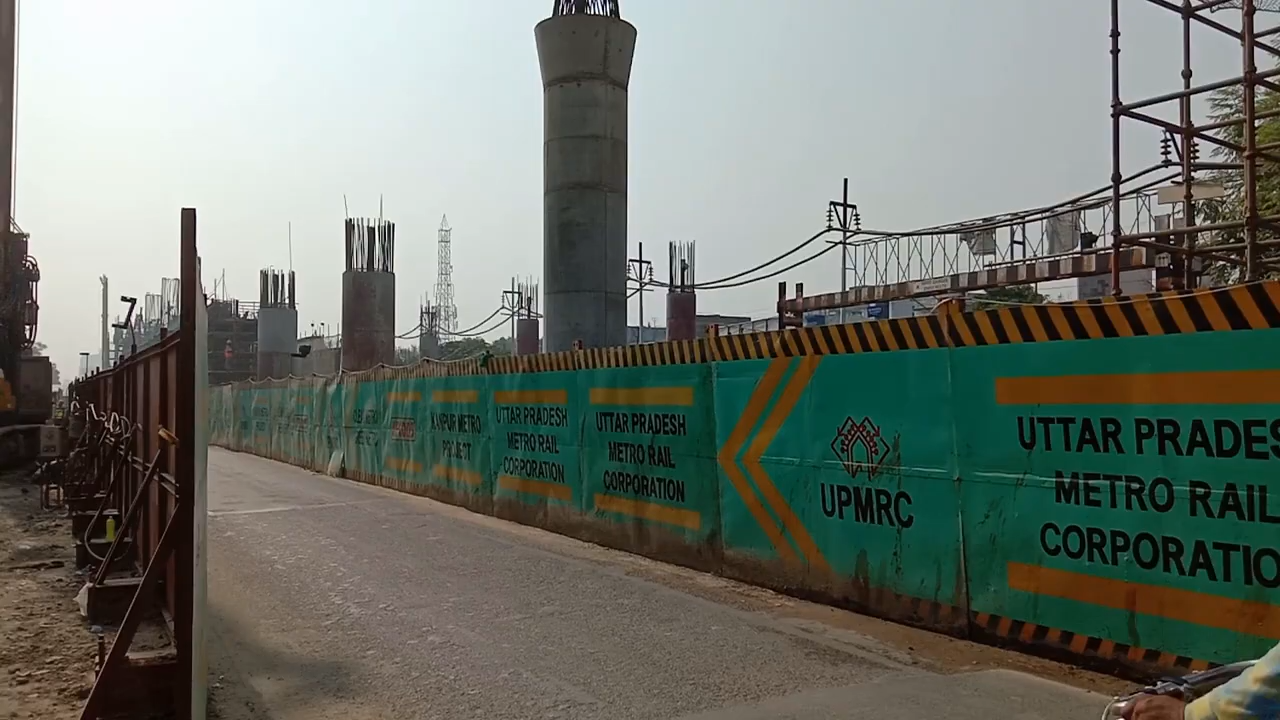 KANPUR METRO
PROJECT
UTTAR PRADESH
METRO RAIL
CORPORATION
UTTAR PRADESH
METRO RAIL
CORPORATION
UPMRC
UTTAR PRADES
METRO RAIL
CORPORATIO